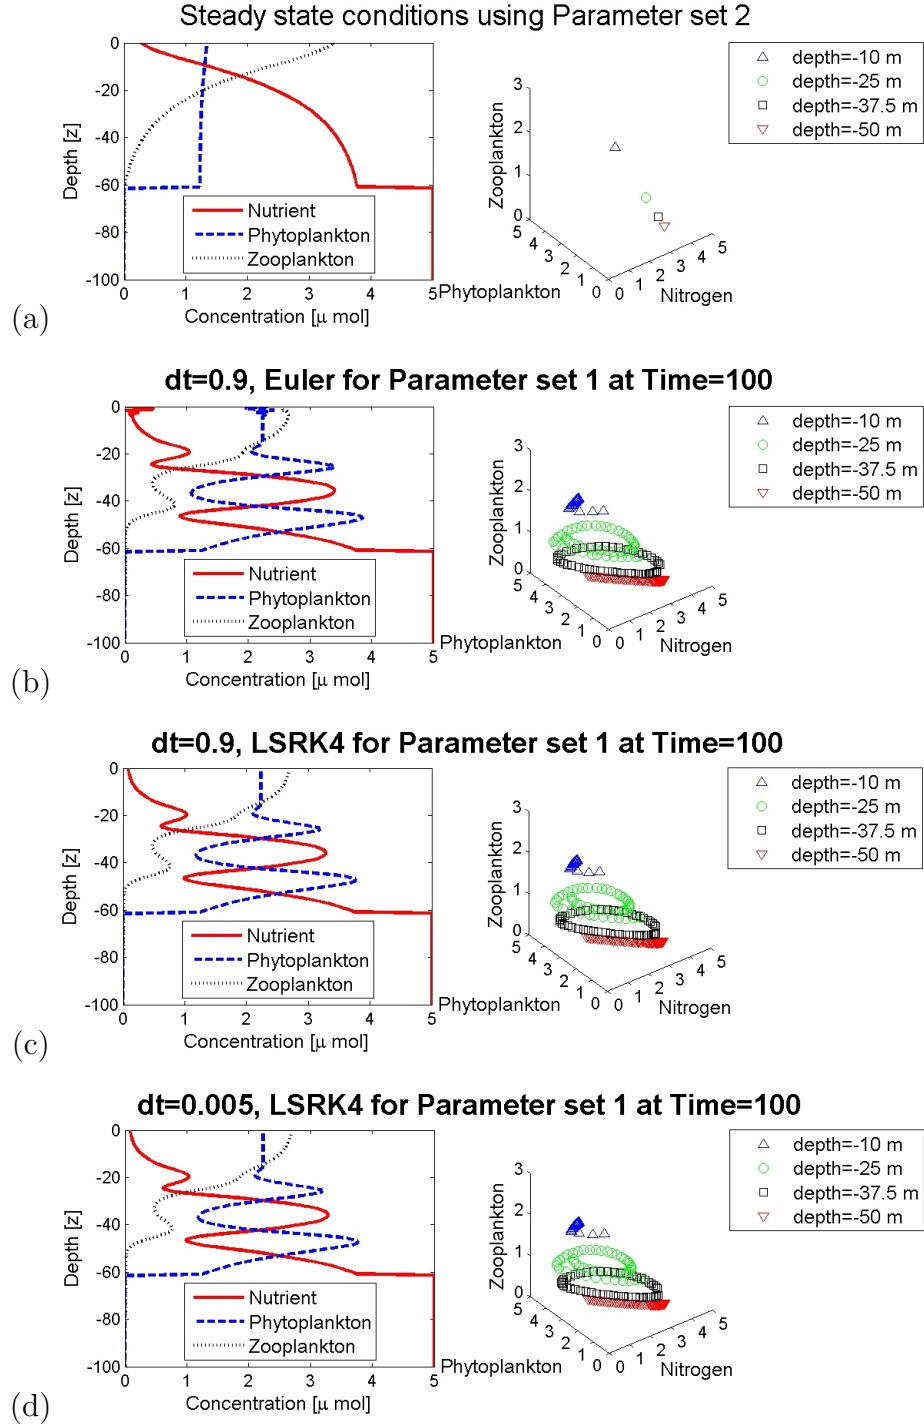 Steady state conditions using Parameter set 2
0
-20
-40
-60
-80
-100
Depth [z]
0 1 2 3 4 5
Concentration [μ mol]
Nutrient
Phytoplankton
Zooplankton
3
2
1
0
Zooplankton
5 4 3 2 1 0
Phytoplankton
0 1 2 3 4 5
Nitrogen
depth=-10 m
depth=-25 m
depth=-37.5 m
depth=-50 m
(a)
dt=0.9, Euler for Parameter set 1 at Time=100
0
-20
-40
-60
-80
-100
Depth [z]
0 1 2 3 4 5
Concentration [μ mol]
Nutrient
Phytoplankton
Zooplankton
3
2
1
0
Zooplankton
5 4 3 2 1 0
Phytoplankton
0 1 2 3 4 5
Nitrogen
depth=-10 m
depth=-25 m
depth=-37.5 m
depth=-50 m
(b)
dt=0.9, LSRK4 for Parameter set 1 at Time=100
0
-20
-40
-60
-80
-100
Depth [z]
0 1 2 3 4 5
Concentration [μ mol]
Nutrient
Phytoplankton
Zooplankton
3
2
1
0
Zooplankton
5 4 3 2 1 0
Phytoplankton
0 1 2 3 4 5
Nitrogen
depth=-10 m
depth=-25 m
depth=-37.5 m
depth=-50 m
(c)
dt=0.005, LSRK4 for Parameter set 1 at Time=100
0
-20
-40
-60
-80
-100
Depth [z]
0 1 2 3 4 5
Concentration [μ mol]
Nutrient
Phytoplankton
Zooplankton
3
2
1
0
Zooplankton
5 4 3 2 1 0
Phytoplankton
0 1 2 3 4 5
Nitrogen
depth=-10 m
depth=-25 m
depth=-37.5 m
depth=-50 m
(d)